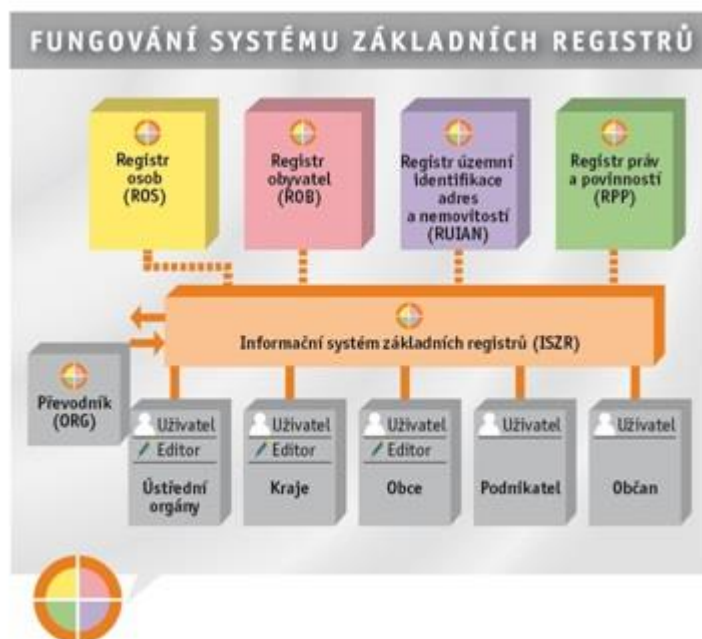 FUNGOVÁNÍ SYSTÉMU ZÁKLADNÍCH REGISTRŮ
Registr
osob
(ROS)
Registr
obyvatel
(ROB)
Registr územní
identifikace
adres
a nemovitostí
(RUIAN)
Registr práv
a povinností
(RPP)
Informační systém základních registrů (ISZR)
Převodník
(ORG)
Uživatel
Editor
Ústřední
orgány
Uživatel
Editor
Kraje
Uživatel
Editor
Obce
Uživatel
Podnikatel
Uživatel
Občan